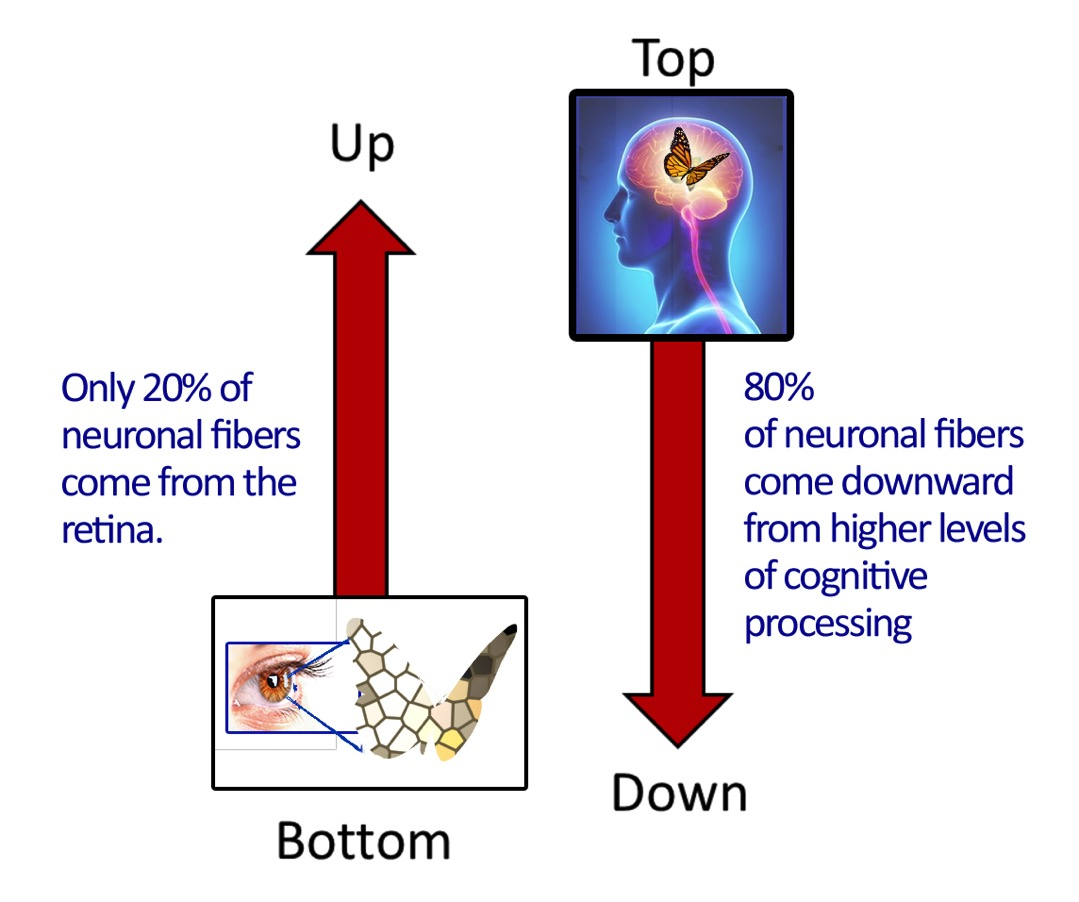 Top
Up
Only 20% of
neuronal fibers
come from the
retina.
80%
of neuronal fibers
come downward
from higher levels
of cognitive
processing
Down
Bottom